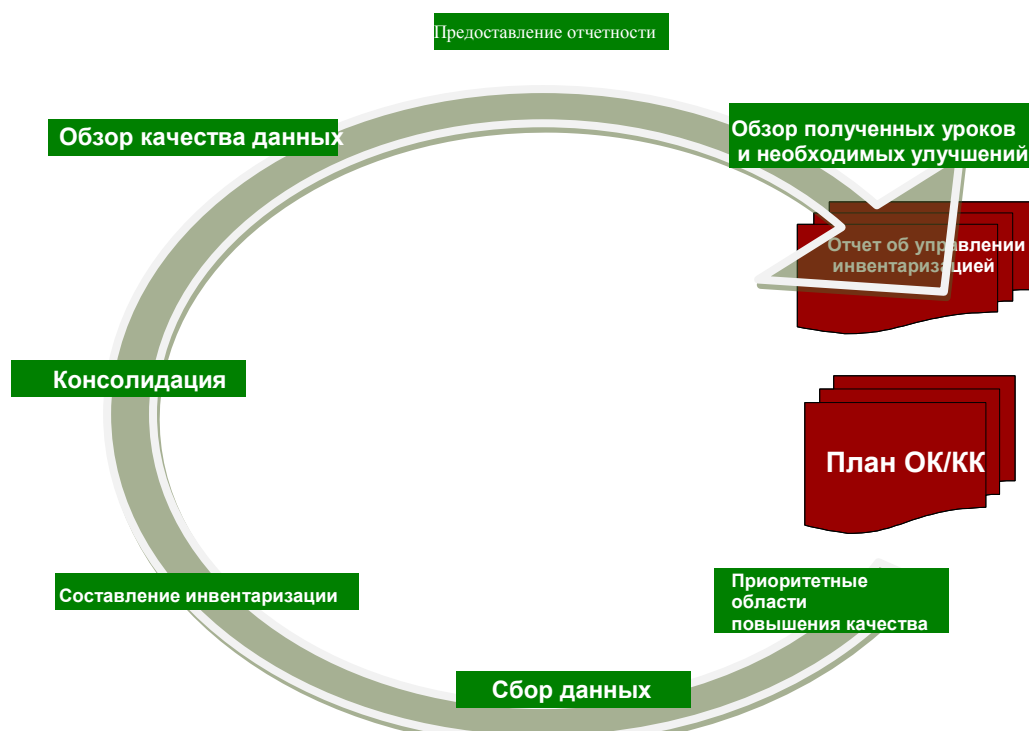 Предоставление отчетности
Обзор качества данных
Обзор полученных уроков
и необходимых улучшений
Отчет об управлении
инвентаризацией
Консолидация
План ОК/КК
Составление инвентаризации
Приоритетные
области
повышения качества
Сбор данных